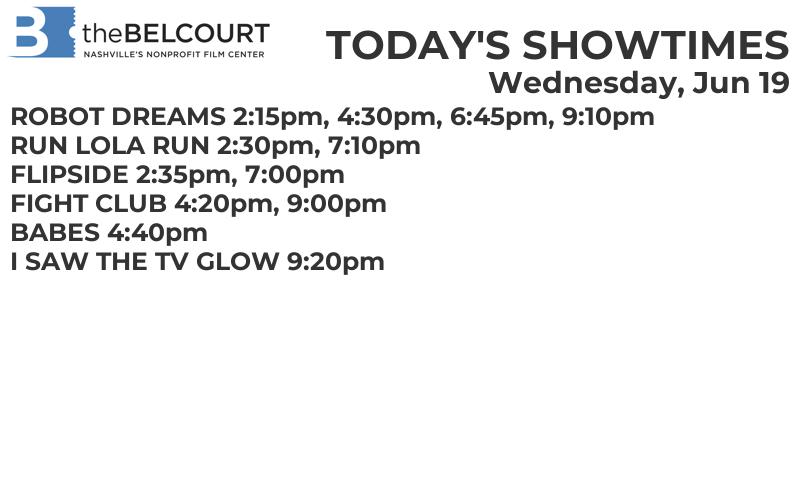 B theBELCOURT
NASHVILLE'S NONPROFIT FILM CENTER
TODAY'S SHOWTIMES
Wednesday, Jun 19
ROBOT DREAMS 2:15pm, 4:30pm, 6:45pm, 9:10pm
RUN LOLA RUN 2:30pm, 7:10pm
FLIPSIDE 2:35pm, 7:00pm
FIGHT CLUB 4:20pm, 9:00pm
BABES 4:40pm
I SAW THE TV GLOW 9:20pm